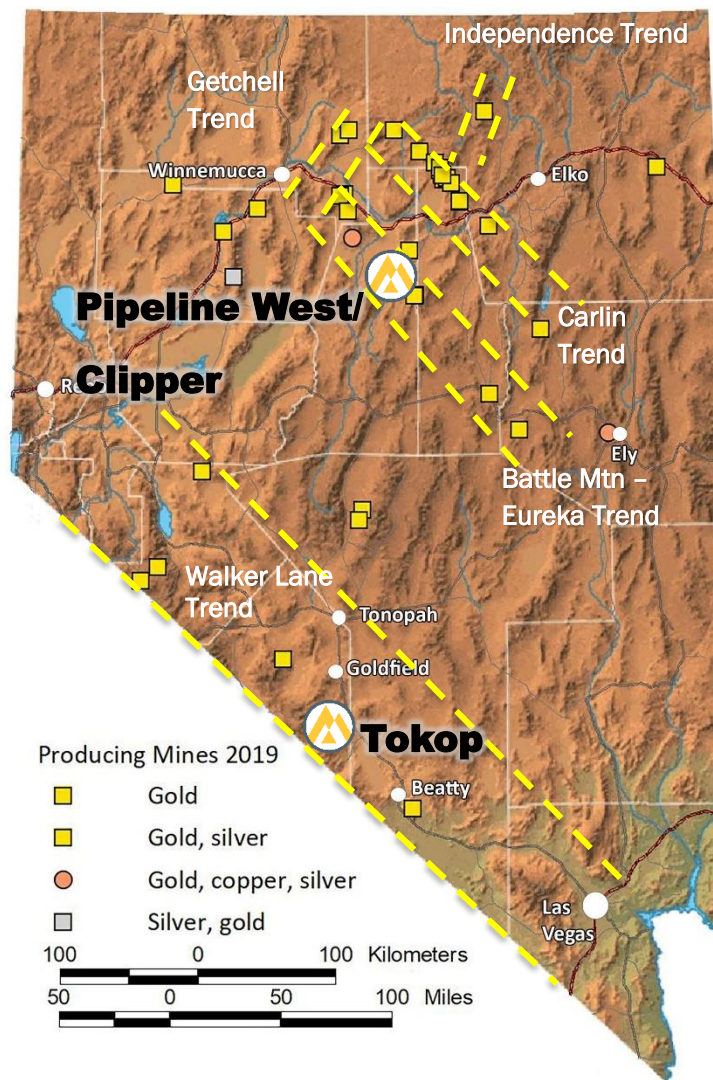 Independence Trend
Getchell
Trend
Winnemucca
Elko
Pipeline West/
Clipper
Carlin
Trend
Ely
Battle Mtn –
Eureka Trend
Walker Lane
Trend
Tonopah
Goldfield
Tokop
Beatty
Las
Vegas
Producing Mines 2019
Gold
Gold, silver
Gold, copper, silver
Silver, gold
100 0 100 Kilometers
50 0 50 100 Miles